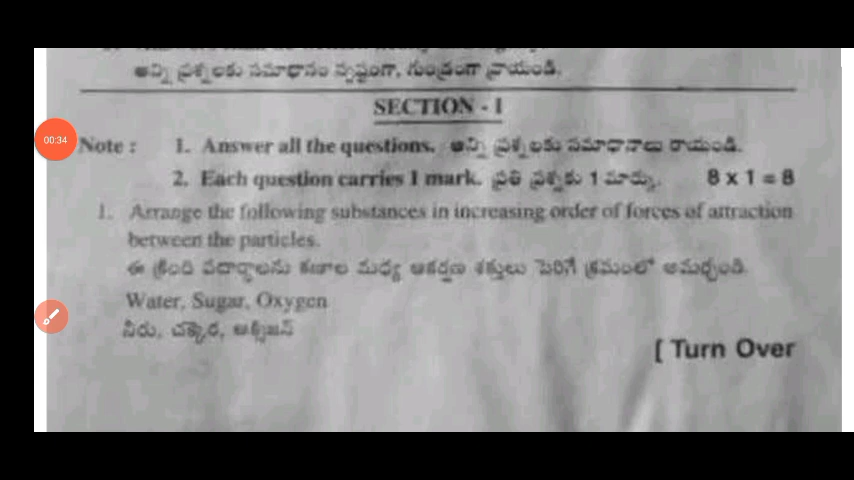 00:34
అన్ని ప్రశ్నలకు సమాధానం స్పష్టంగా, గుండ్రంగా వ్రాయండి.
SECTION - I
Note : 1. Answer all the questions. అన్ని ప్రశ్నలకు సమాధానాలు రాయండి.
2. Each question carries 1 mark. ప్రతి ప్రశ్నకు 1 మార్కు. 8 x 1 = 8
1. Arrange the following substances in increasing order of forces of attraction
between the particles.
ఈ క్రింది పదార్థాలను కణాల మధ్య ఆకర్షణ శక్తులు పెరిగే క్రమంలో అమర్చండి.
Water, Sugar, Oxygen
నీరు, చక్కెర, ఆక్సిజన్
[ Turn Over